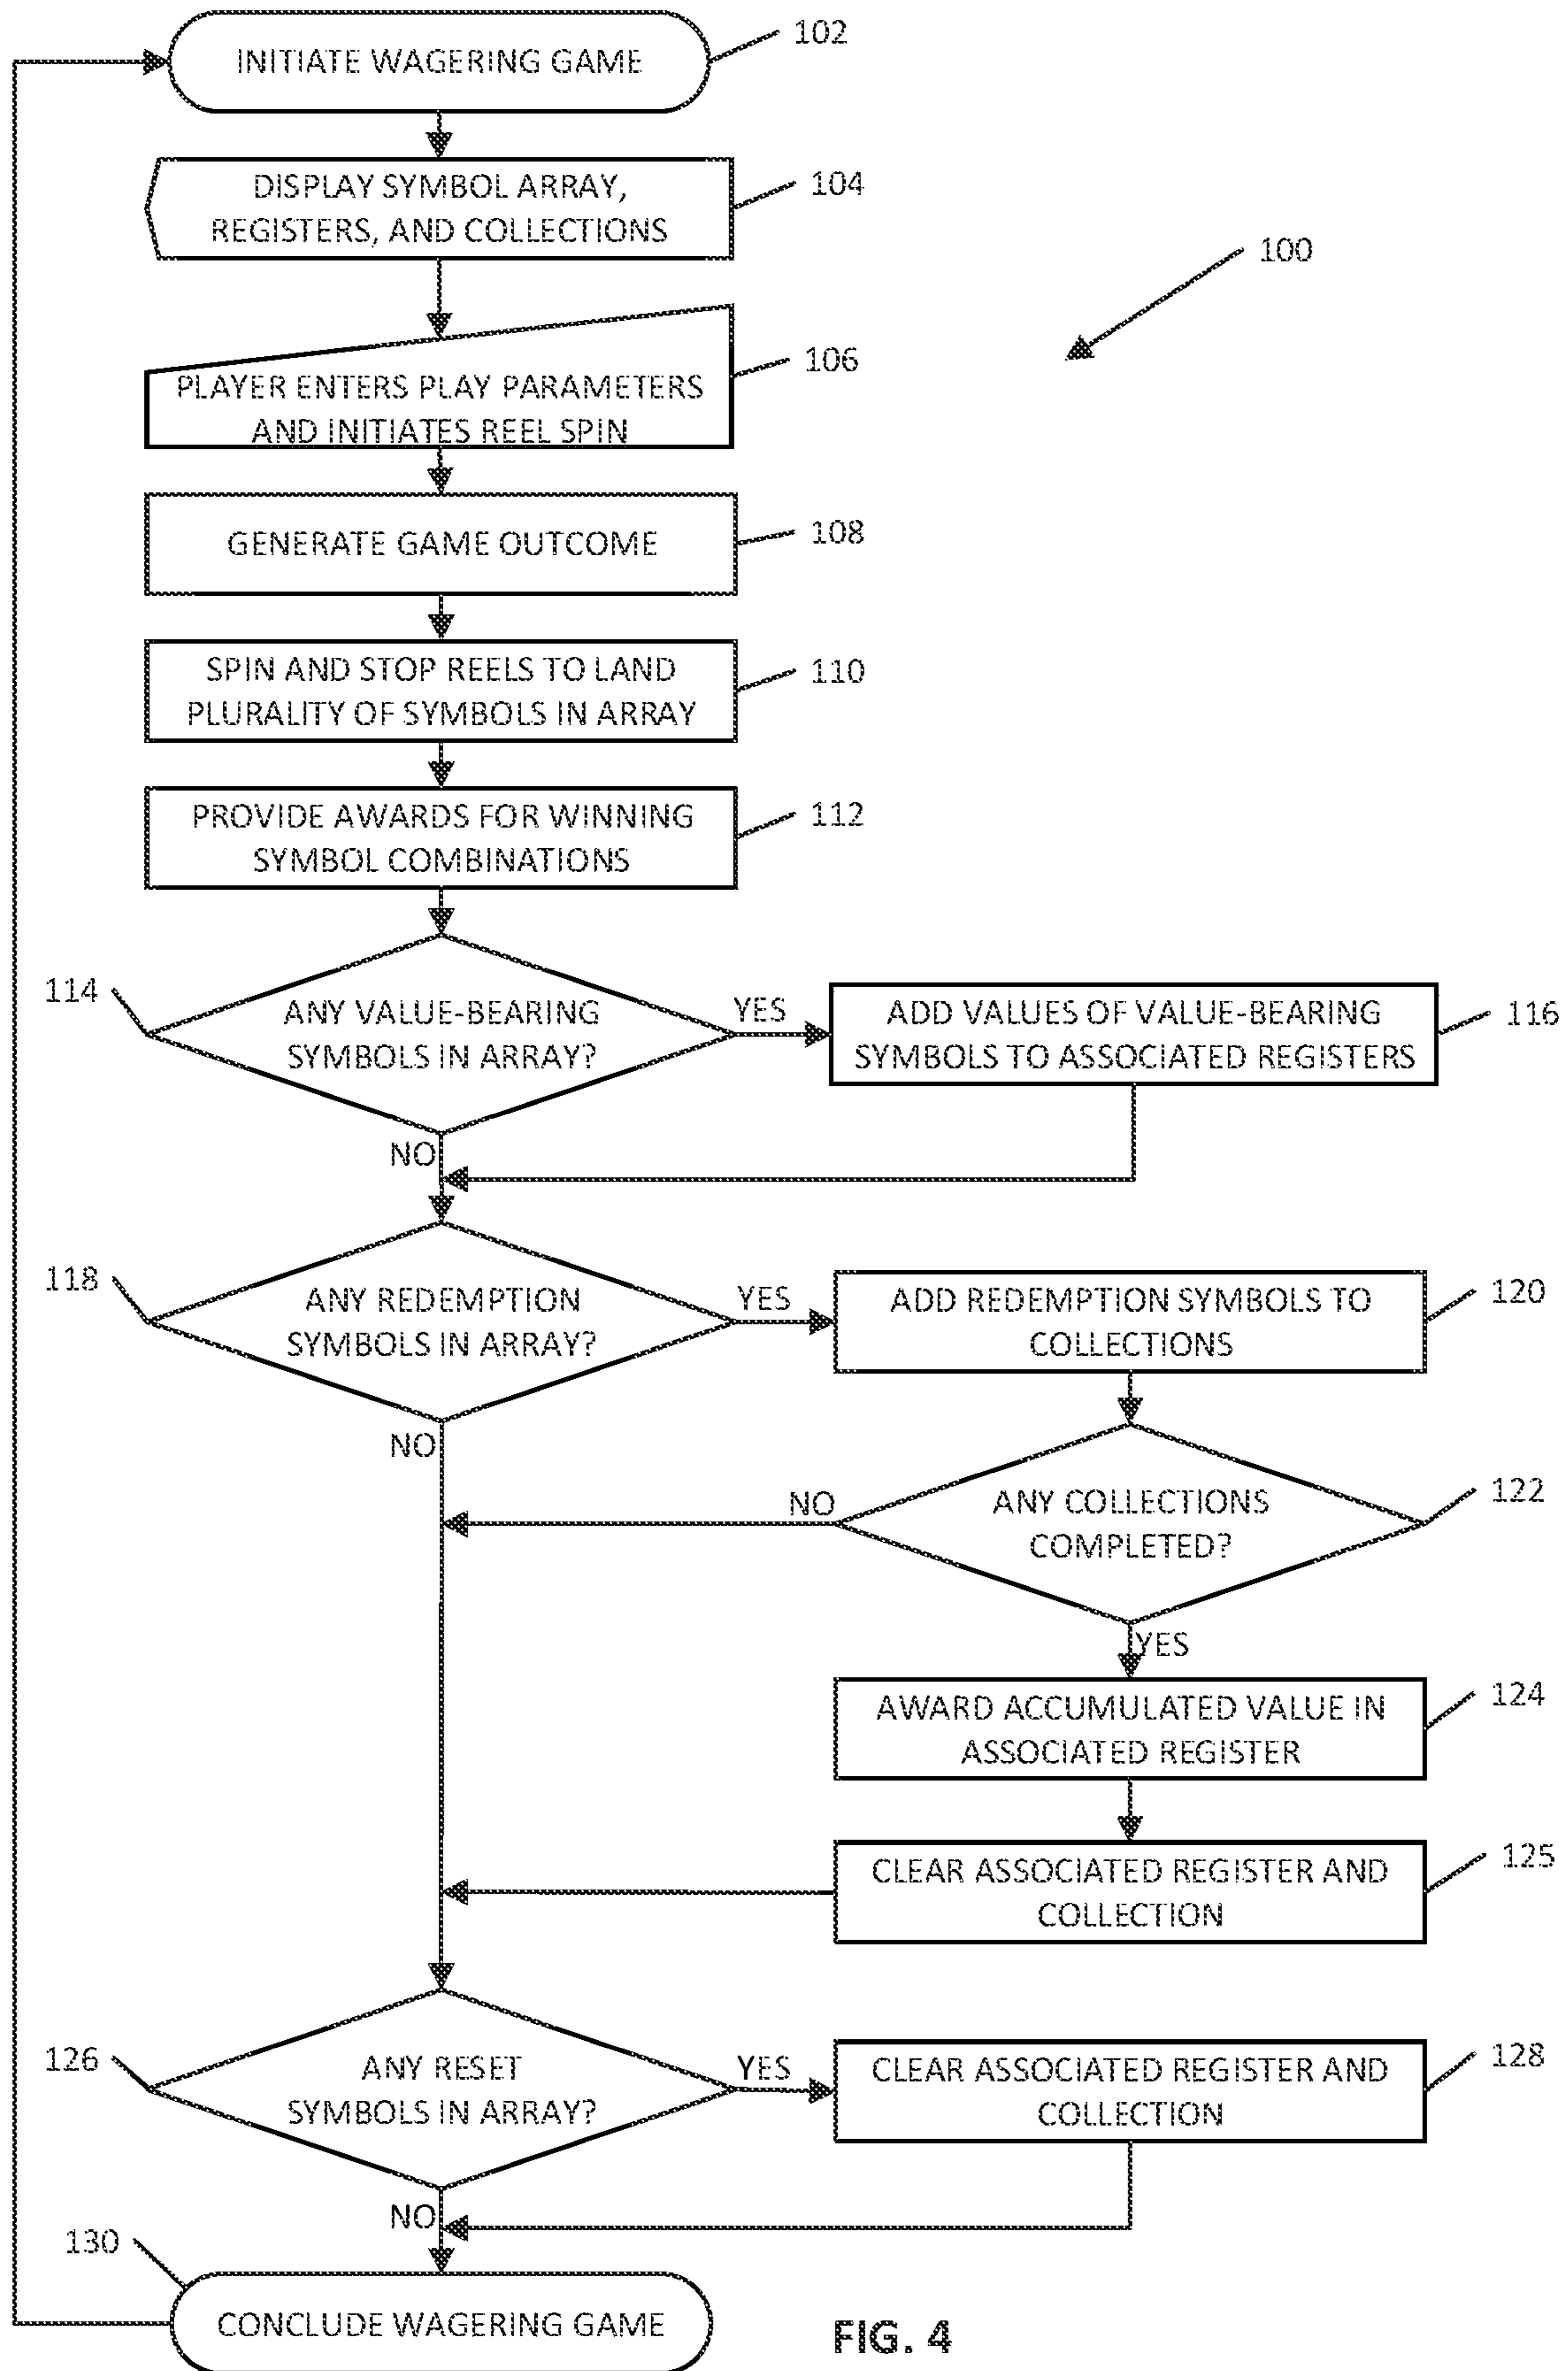 INITIATE WAGERING GAME
102
DISPLAY SYMBOL ARRAY,
REGISTERS, AND COLLECTIONS
104
100
PLAYER ENTERS PLAY PARAMETERS
AND INITIATES REEL SPIN
106
GENERATE GAME OUTCOME
108
SPIN AND STOP REELS TO LAND
PLURALITY OF SYMBOLS IN ARRAY
110
PROVIDE AWARDS FOR WINNING
SYMBOL COMBINATIONS
112
114
ANY VALUE-BEARING
SYMBOLS IN ARRAY?
YES
NO
ADD VALUES OF VALUE-BEARING
SYMBOLS TO ASSOCIATED REGISTERS
116
118
ANY REDEMPTION
SYMBOLS IN ARRAY?
YES
NO
ADD REDEMPTION SYMBOLS TO
COLLECTIONS
120
NO
ANY COLLECTIONS
COMPLETED?
122
YES
AWARD ACCUMULATED VALUE IN
ASSOCIATED REGISTER
124
CLEAR ASSOCIATED REGISTER AND
COLLECTION
125
126
ANY RESET
SYMBOLS IN ARRAY?
YES
NO
CLEAR ASSOCIATED REGISTER AND
COLLECTION
128
130
CONCLUDE WAGERING GAME
FIG. 4